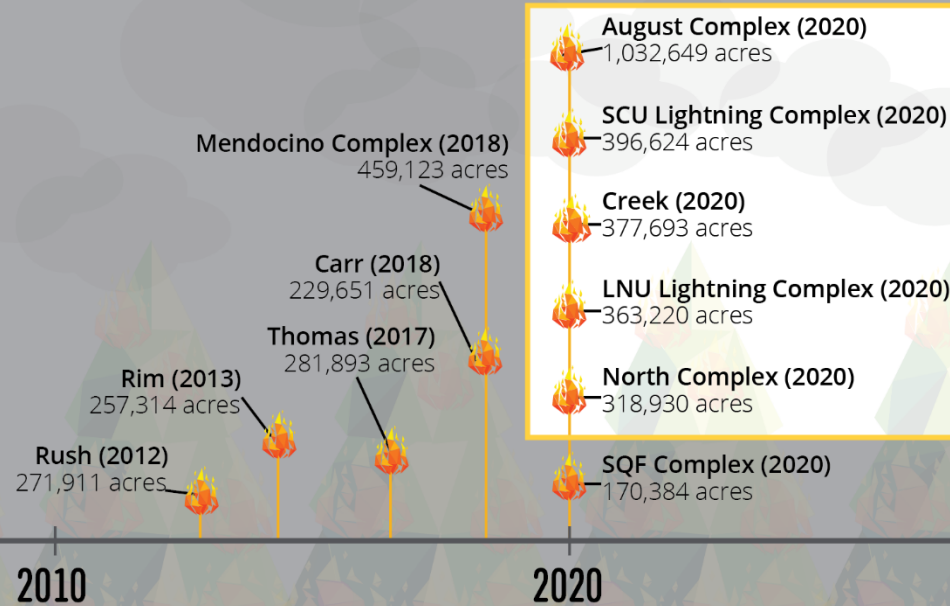 August Complex (2020)
1,032,649 acres
SCU Lightning Complex (2020)
396,624 acres
Mendocino Complex (2018)
459,123 acres
Creek (2020)
377,693 acres
Carr (2018)
229,651 acres
LNU Lightning Complex (2020)
363,220 acres
Thomas (2017)
281,893 acres
Rim (2013)
257,314 acres
North Complex (2020)
318,930 acres
Rush (2012)
271,911 acres
SQF Complex (2020)
170,384 acres
2010
2020